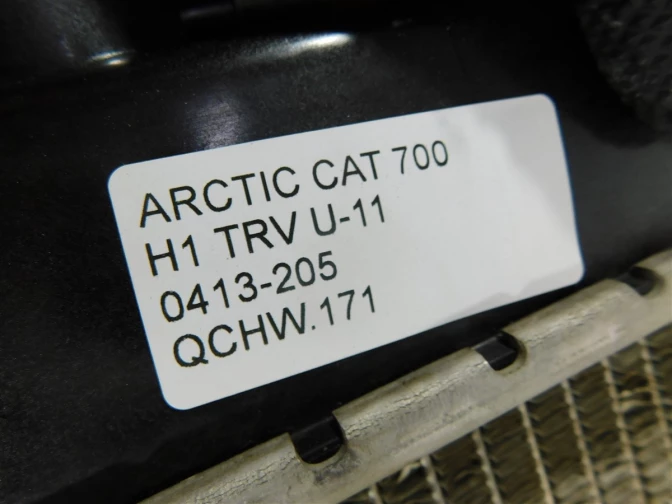 ARCTIC CAT 700
H1 TRV U-11
0413-205
QCHW.171